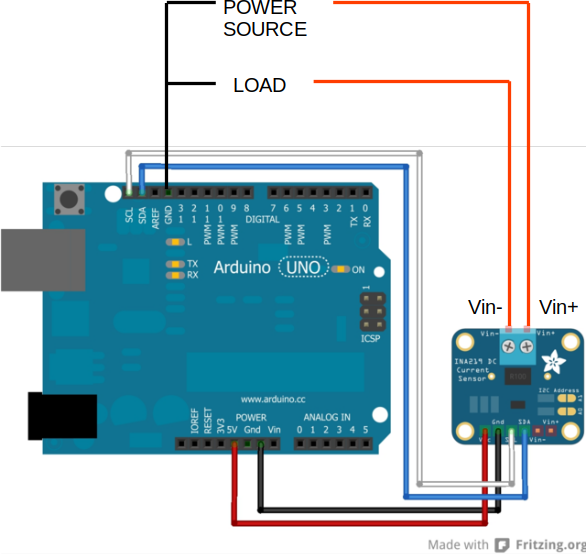 POWER
SOURCE
LOAD
SCL
SDA
AREF
GND
13
12
PWM 11
PWM 10
PWM 9
8
7
PWM 6
PWM 5
4
PWM 3
2
TX 1
RX 0
DIGITAL
L
TX
RX
Arduino
UNO
ON
1
ICSP
www.arduino.cc
IOREF
RESET
3V3
5V
Gnd
Vin
POWER
ANALOG IN
0 1 2 3 4 5
Vin- Vin+
Vin- Vin+
INA219 DC
Current
Sensor
I2C Address
Gnd
SDA
Vin+
Vcc
Vin-
Made with Fritzing.org